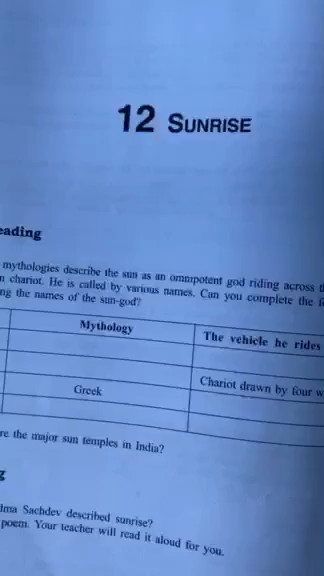 12 SUNRISE
eading
mythologies describe the sun as an omnipotent god riding across
n chariot. He is called by various names. Can you complete the
ng the names of the sun-god?
Mythology
The vehicle he rides
Chariot drawn by four w
Greek
re the major sun temples in India?
g
dma Sachdev described sunrise?
poem. Your teacher will read it aloud for you.